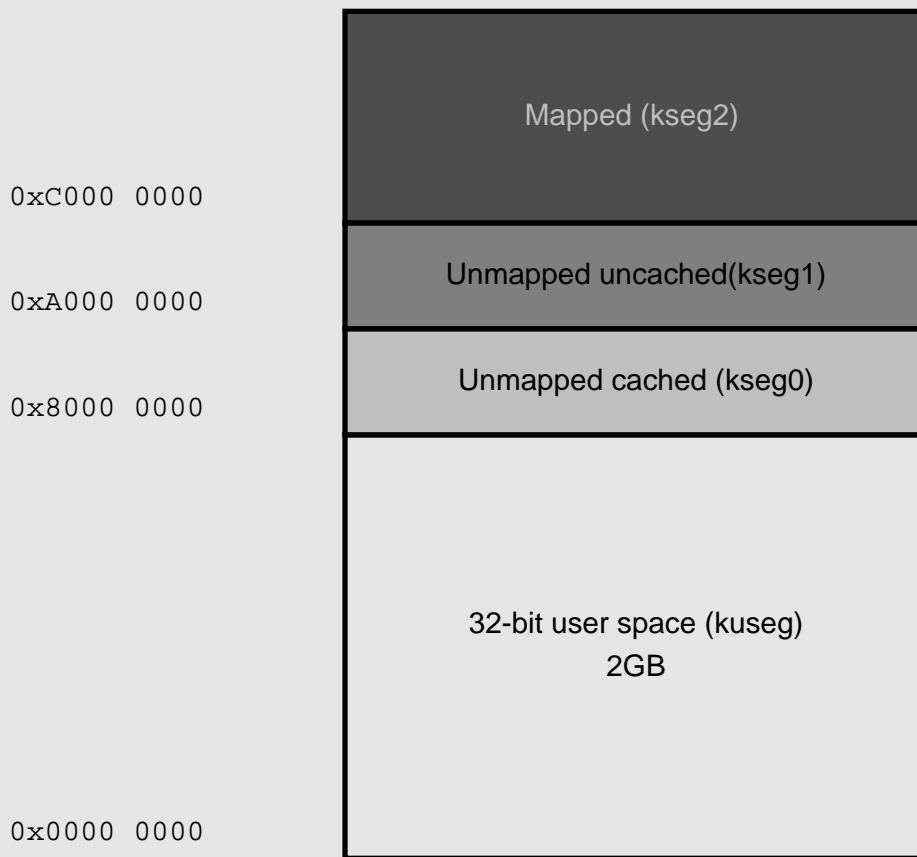 Mapped (kseg2)
0xC000 0000
Unmapped uncached(kseg1)
0xA000 0000
Unmapped cached (kseg0)
0x8000 0000
32-bit user space (kuseg)
2GB
0x0000 0000